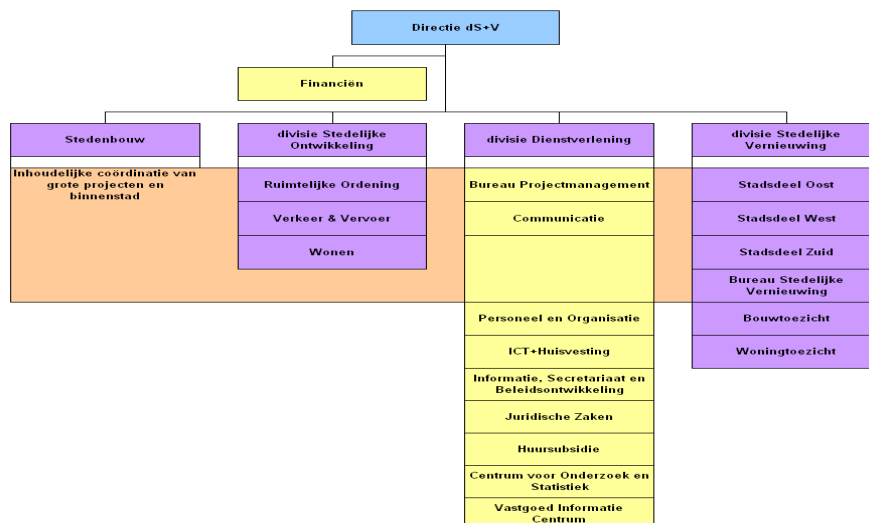 Directie dS+V
Financiën
Stedenbouw
divisie Stedelijke
Ontwikkeling
divisie Dienstverlening
divisie Stedelijke
Vernieuwing
Inhoudelijke coördinatie van
grote projecten en
binnenstad
Ruimtelijke Ordening
Verkeer & Vervoer
Wonen
Bureau Projectmanagement
Communicatie
Personeel en Organisatie
ICT+Huisvesting
Informatie, Secretariaat en
Beleidsontwikkeling
Juridische Zaken
Huursubsidie
Centrum voor Onderzoek en
Statistiek
Vastgoed Informatie
Centrum
Stadsdeel Oost
Stadsdeel West
Stadsdeel Zuid
Bureau Stedelijke
Vernieuwing
Bouwtoezicht
Woningtoezicht